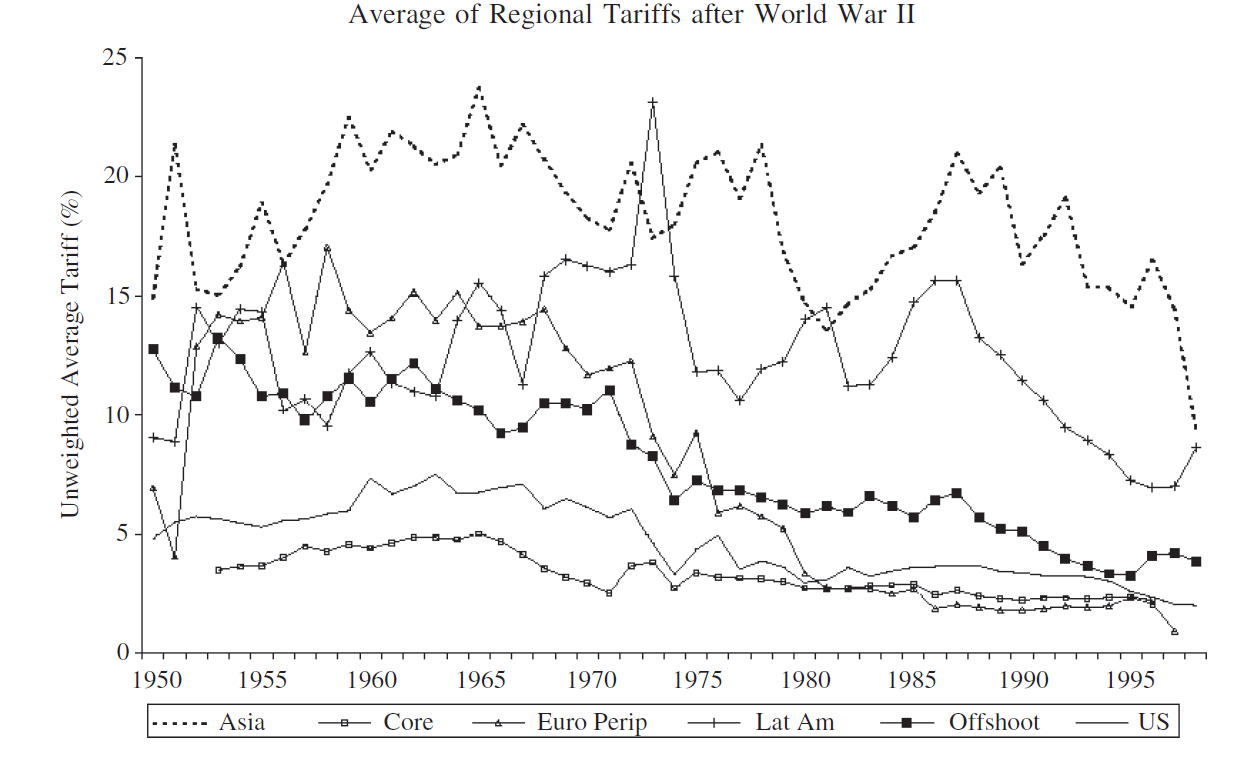 Average of Regional Tariffs after World War II
25
20
15
10
5
0
Unweighted Average Tariff (%)
1950 1955 1960 1965 1970 1975 1980 1985 1990 1995
Asia Core Euro Perip Lat Am Offshoot US